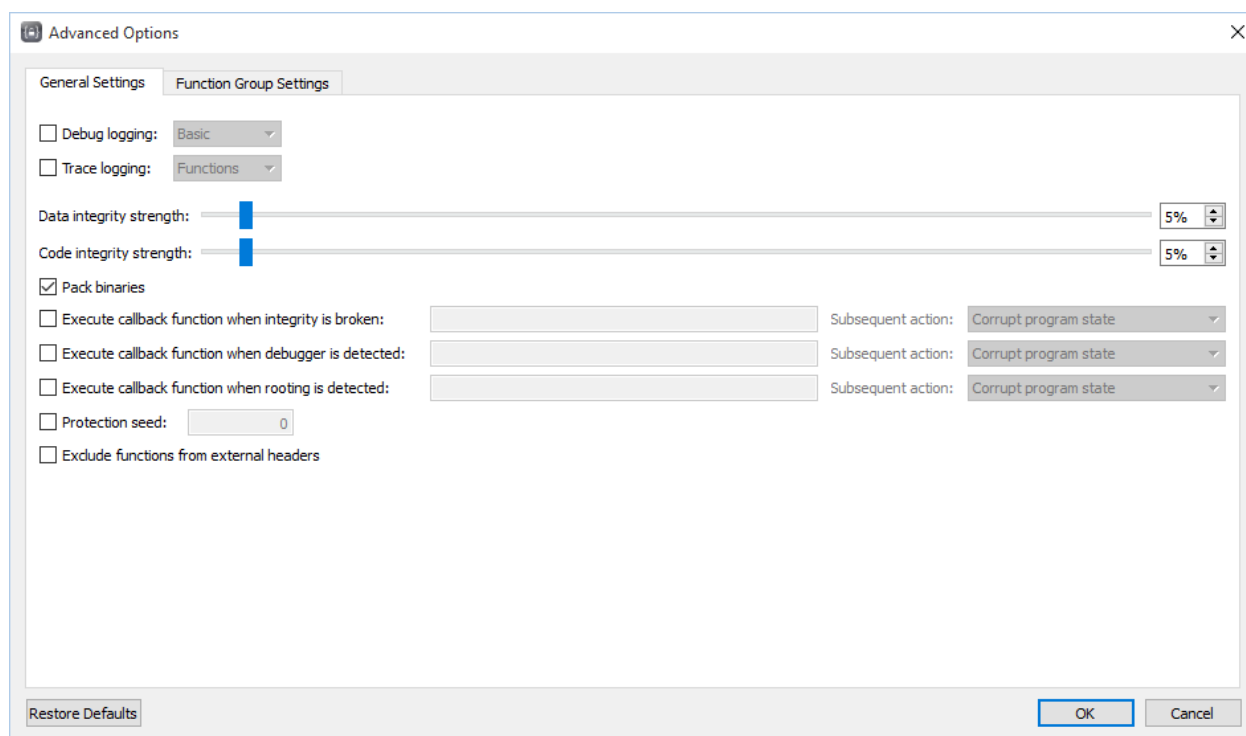 Advanced Options
General Settings Function Group Settings
Debug logging: Basic
Trace logging: Functions
Data integrity strength: 5%
Code integrity strength: 5%
Pack binaries
Execute callback function when integrity is broken: Subsequent action: Corrupt program state
Execute callback function when debugger is detected: Subsequent action: Corrupt program state
Execute callback function when rooting is detected: Subsequent action: Corrupt program state
Protection seed: 0
Exclude functions from external headers
Restore Defaults OK Cancel